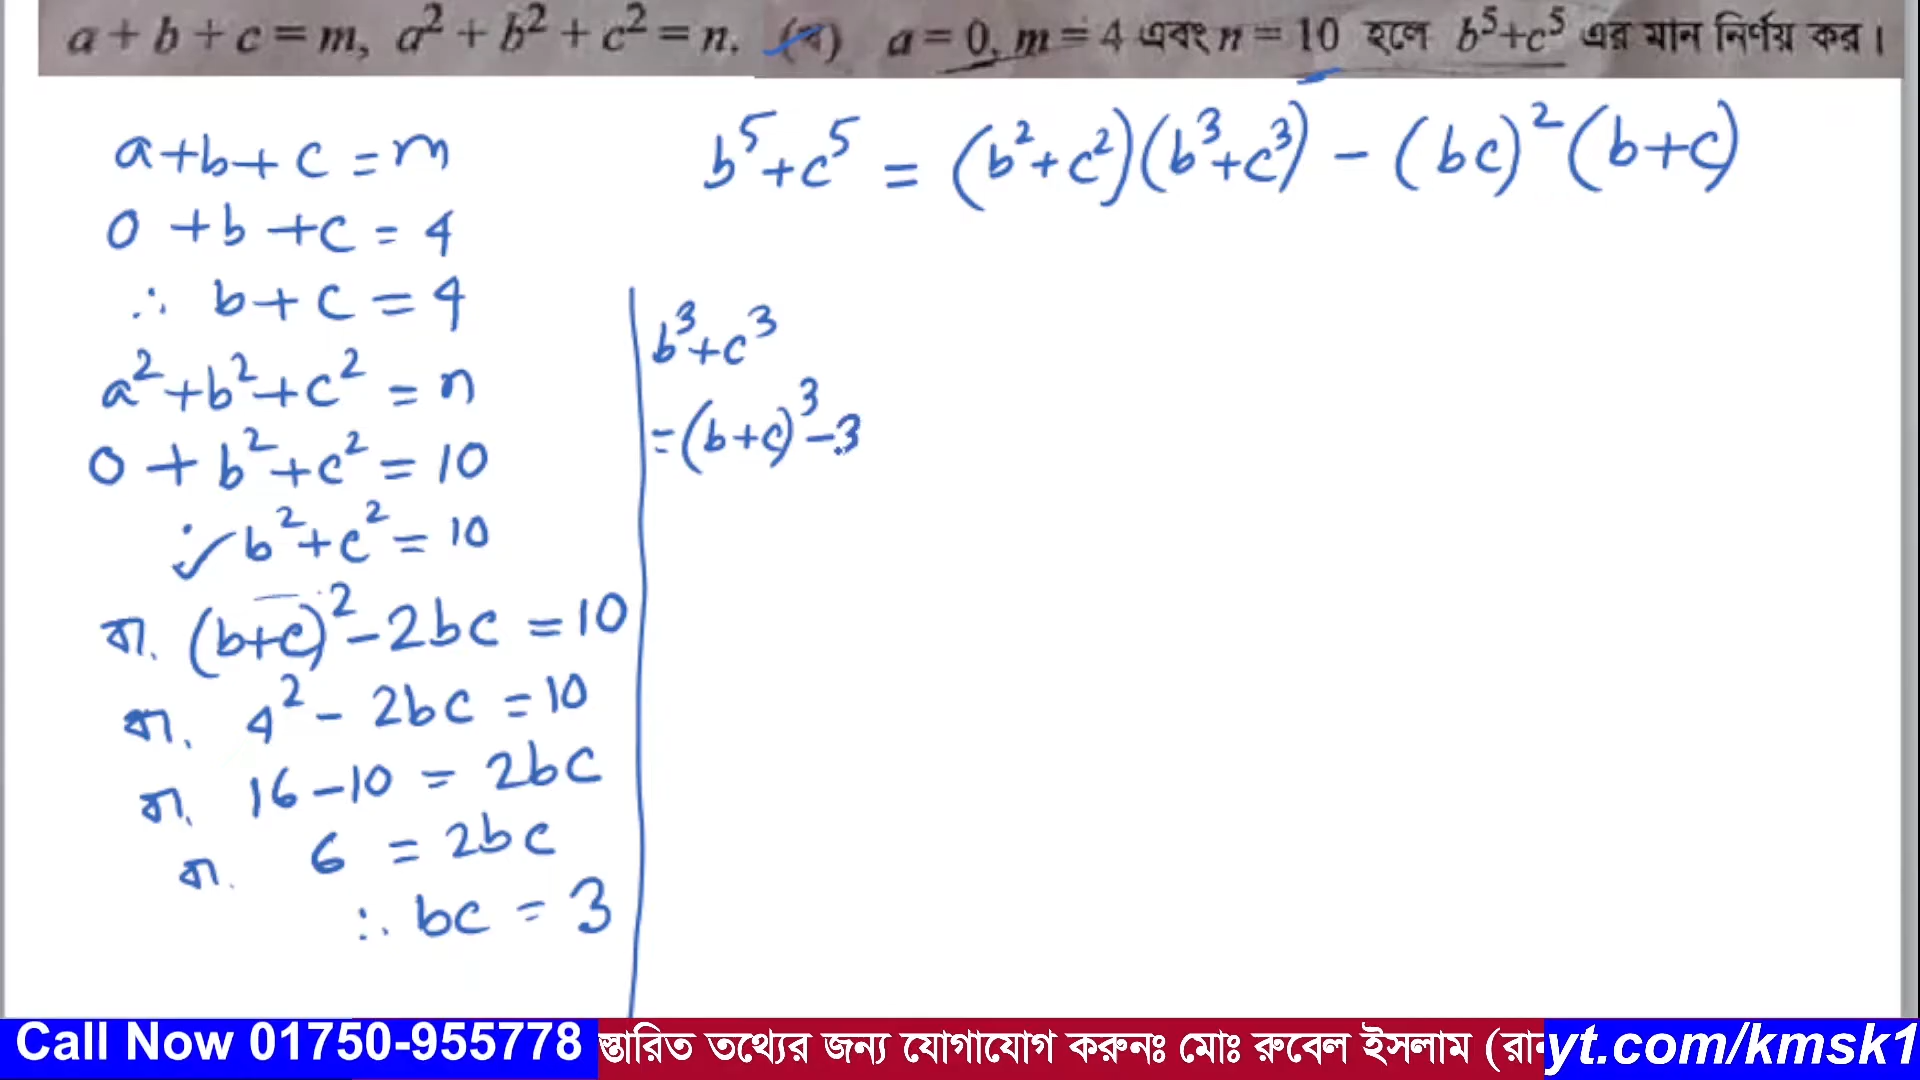 a + b + c = m, a² + b² + c² = n. (খ) a = 0, m = 4 এবং n = 10 হলে b⁵+c⁵ এর মান নির্ণয় কর।
a+b+c = m
0 +b +c = 4
∴ b+c = 4
a²+b²+c² = n
0 + b²+c² = 10
∴ b²+c² = 10
বা, (b+c)² - 2bc = 10
বা, 4² - 2bc = 10
বা, 16 - 10 = 2bc
বা, 6 = 2bc
∴ bc = 3
b⁵+c⁵ = (b²+c²)(b³+c³) - (bc)² (b+c)
b³+c³
= (b+c)³ - 3
Call Now 01750-955778
স্তারিত তথ্যের জন্য যোগাযোগ করুনঃ মোঃ রুবেল ইসলাম (রান
yt.com/kmsk1